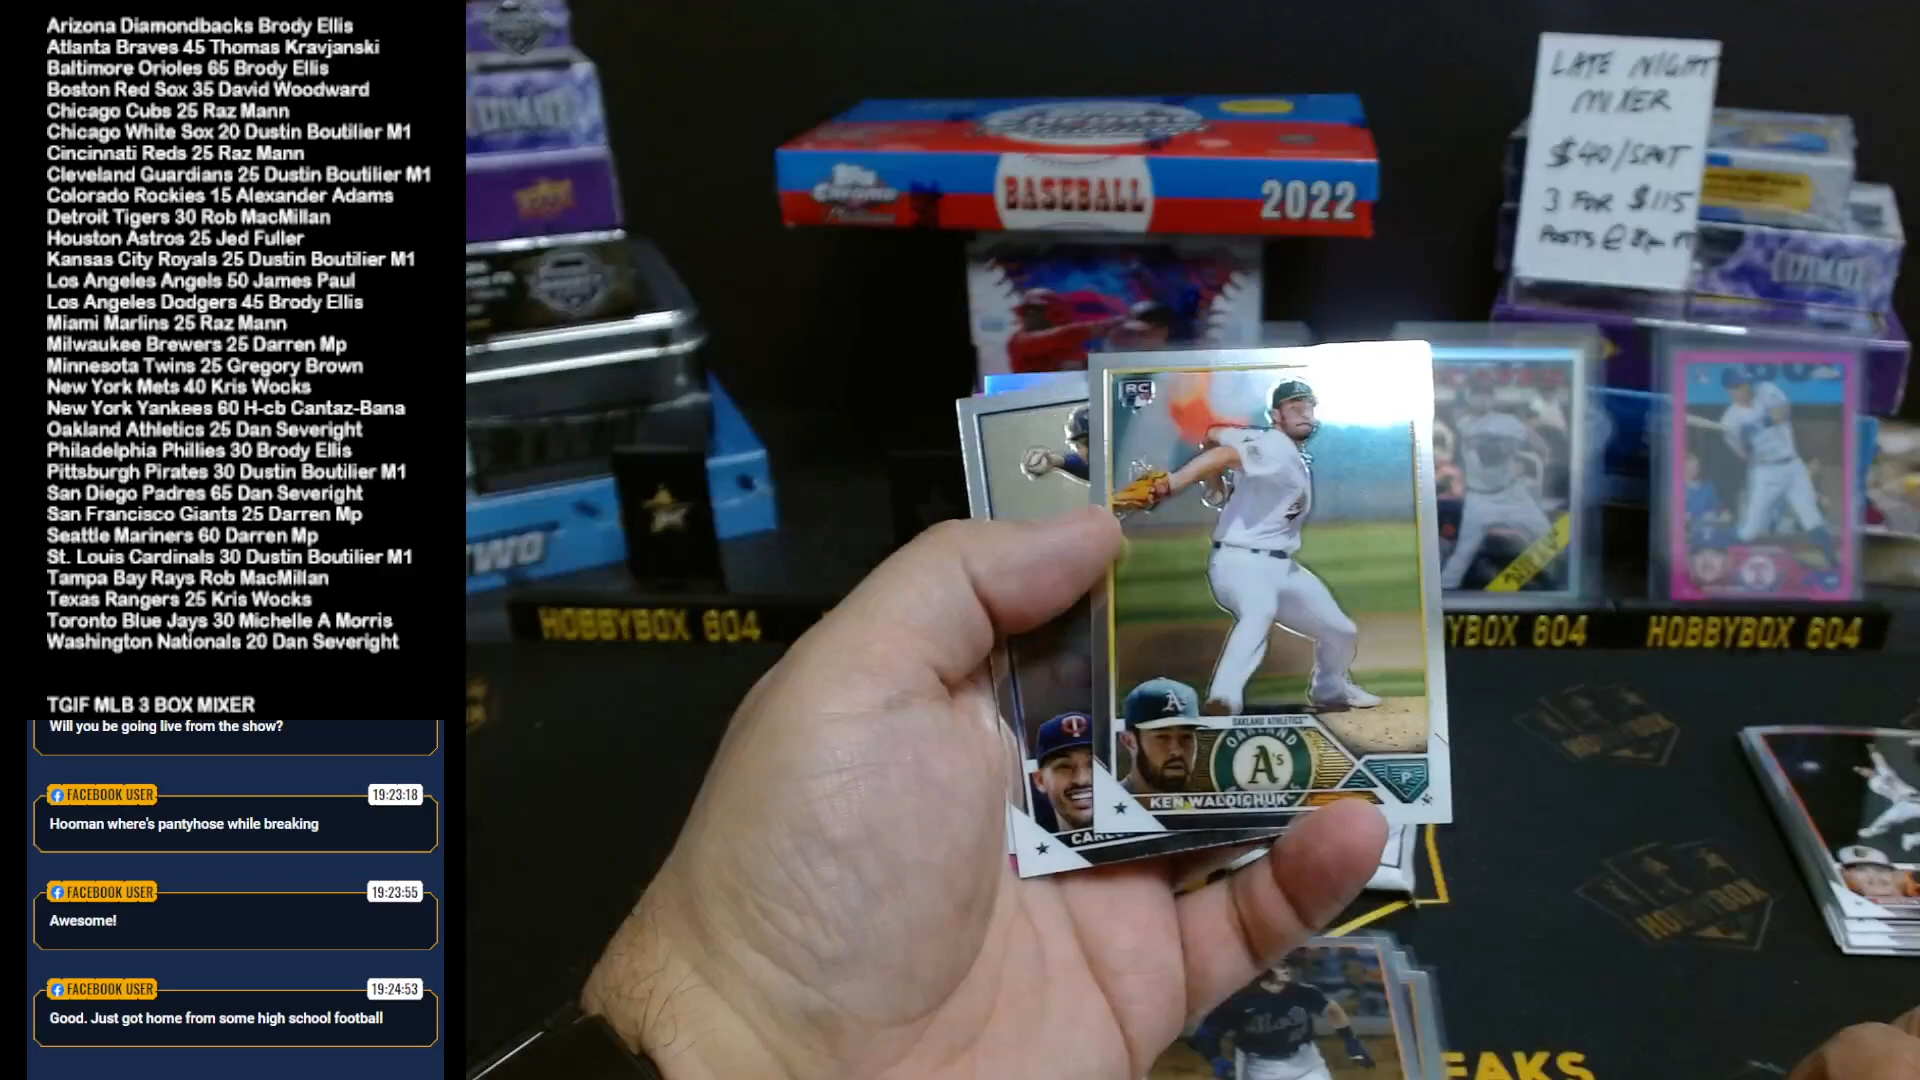 Arizona Diamondbacks Brody Ellis
Atlanta Braves 45 Thomas Kravjanski
Baltimore Orioles 65 Brody Ellis
Boston Red Sox 35 David Woodward
Chicago Cubs 25 Raz Mann
Chicago White Sox 20 Dustin Boutilier M1
Cincinnati Reds 25 Raz Mann
Cleveland Guardians 25 Dustin Boutilier M1
Colorado Rockies 15 Alexander Adams
Detroit Tigers 30 Rob MacMillan
Houston Astros 25 Jed Fuller
Kansas City Royals 25 Dustin Boutilier M1
Los Angeles Angels 50 James Paul
Los Angeles Dodgers 45 Brody Ellis
Miami Marlins 25 Raz Mann
Milwaukee Brewers 25 Darren Mp
Minnesota Twins 25 Gregory Brown
New York Mets 40 Kris Wocks
New York Yankees 60 H-cb Cantaz-Bana
Oakland Athletics 25 Dan Severight
Philadelphia Phillies 30 Brody Ellis
Pittsburgh Pirates 30 Dustin Boutilier M1
San Diego Padres 65 Dan Severight
San Francisco Giants 25 Darren Mp
Seattle Mariners 60 Darren Mp
St. Louis Cardinals 30 Dustin Boutilier M1
Tampa Bay Rays Rob MacMillan
Texas Rangers 25 Kris Wocks
Toronto Blue Jays 30 Michelle A Morris
Washington Nationals 20 Dan Severight
TGIF MLB 3 BOX MIXER
Will you be going live from the show?
FACEBOOK USER 19:23:18
Hooman where's pantyhose while breaking
FACEBOOK USER 19:23:55
Awesome!
FACEBOOK USER 19:24:53
Good. Just got home from some high school football
LATE NIGHT
MIXER
$40/SPOT
3 FOR $115
POSTS @ 8pm
Topps
Chrome
BASEBALL
2022
RC
OAKLAND ATHLETICS
OAKLAND
A's
P
KEN WALDICHUK
HOBBYBOX 604
YBOX 604
HOBBYBOX 604
TWO
HOBBYBOX
EAKS